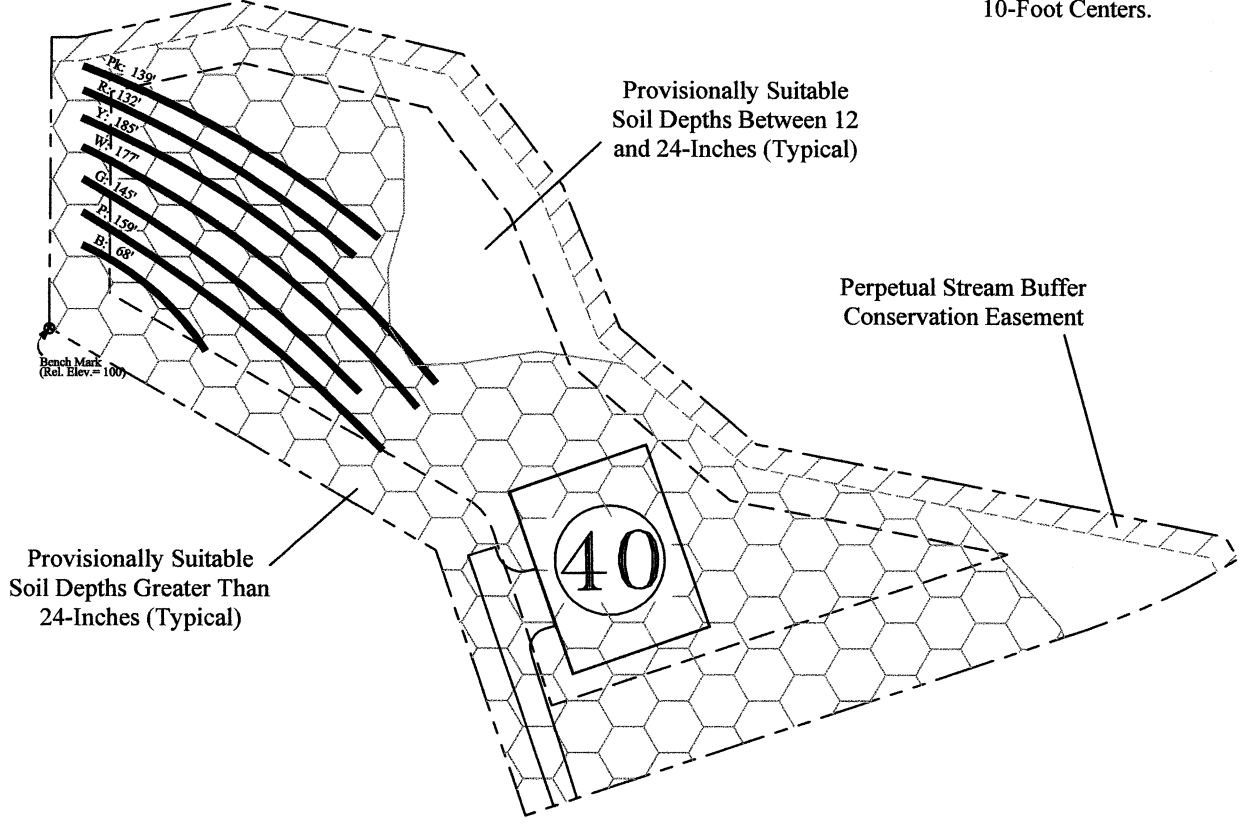 10-Foot Centers.
Provisionally Suitable
Soil Depths Between 12
and 24-Inches (Typical)
Pk: 139'
R: 132'
Y: 185'
W: 177'
G: 145'
P: 159'
B: 68'
Perpetual Stream Buffer
Conservation Easement
Bench Mark
(Rel. Elev.= 100')
Provisionally Suitable
Soil Depths Greater Than
24-Inches (Typical)
40